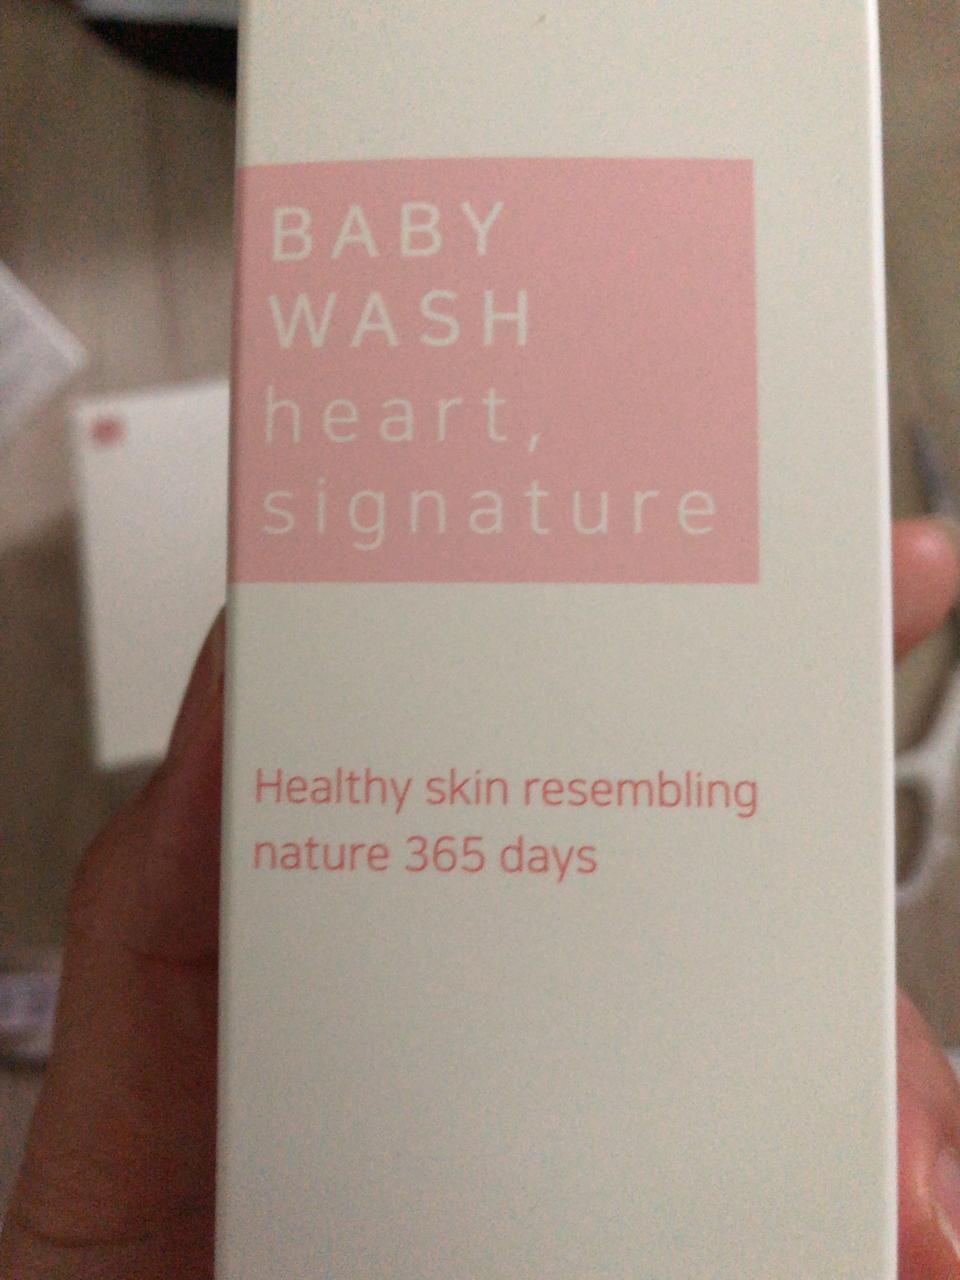 BABY
WASH
heart,
signature
Healthy skin resembling
nature 365 days